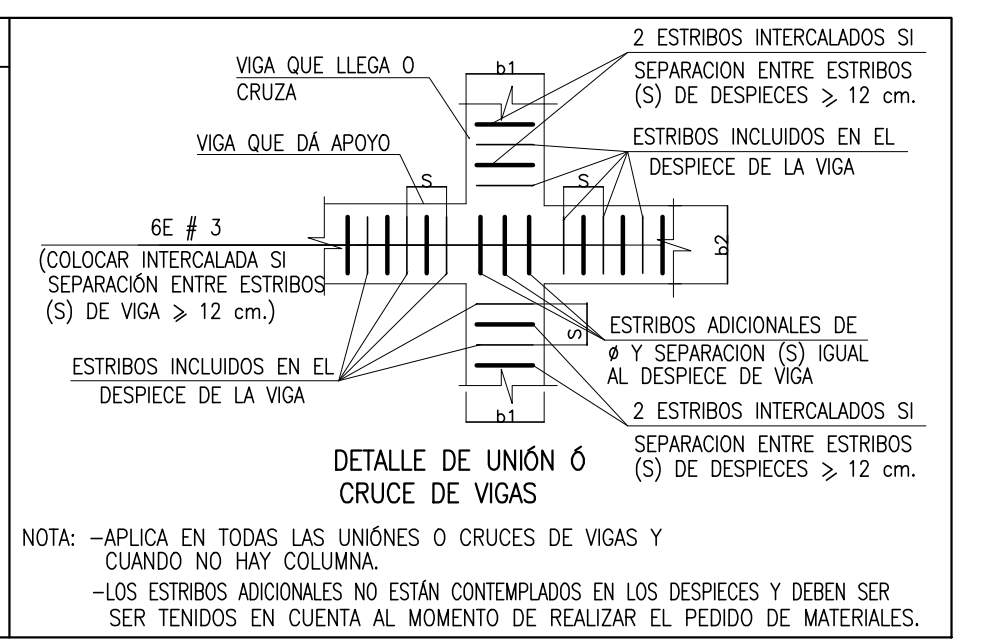 2 ESTRIBOS INTERCALADOS SI
SEPARACION ENTRE ESTRIBOS
(S) DE DESPIECES ⩾ 12 cm.
VIGA QUE LLEGA O
CRUZA
b1
VIGA QUE DÁ APOYO
ESTRIBOS INCLUIDOS EN EL
DESPIECE DE LA VIGA
S
S
6E # 3
(COLOCAR INTERCALADA SI
SEPARACIÓN ENTRE ESTRIBOS
(S) DE VIGA ⩾ 12 cm.)
b2
S
ESTRIBOS INCLUIDOS EN EL
DESPIECE DE LA VIGA
ESTRIBOS ADICIONALES DE
ø Y SEPARACION (S) IGUAL
AL DESPIECE DE VIGA
b1
2 ESTRIBOS INTERCALADOS SI
SEPARACION ENTRE ESTRIBOS
(S) DE DESPIECES ⩾ 12 cm.
DETALLE DE UNIÓN Ó
CRUCE DE VIGAS
NOTA: -APLICA EN TODAS LAS UNIÓNES O CRUCES DE VIGAS Y
CUANDO NO HAY COLUMNA.
-LOS ESTRIBOS ADICIONALES NO ESTÁN CONTEMPLADOS EN LOS DESPIECES Y DEBEN SER
SER TENIDOS EN CUENTA AL MOMENTO DE REALIZAR EL PEDIDO DE MATERIALES.